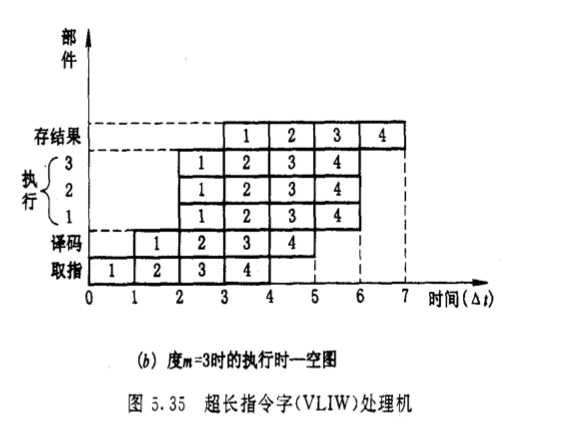 部
件
存结果 1 2 3 4
3 1 2 3 4
执行 2 1 2 3 4
1 1 2 3 4
译码 1 2 3 4
取指 1 2 3 4
0 1 2 3 4 5 6 7 时间(Δt)
(b) 度m=3时的执行时—空图
图 5.35 超长指令字(VLIW)处理机